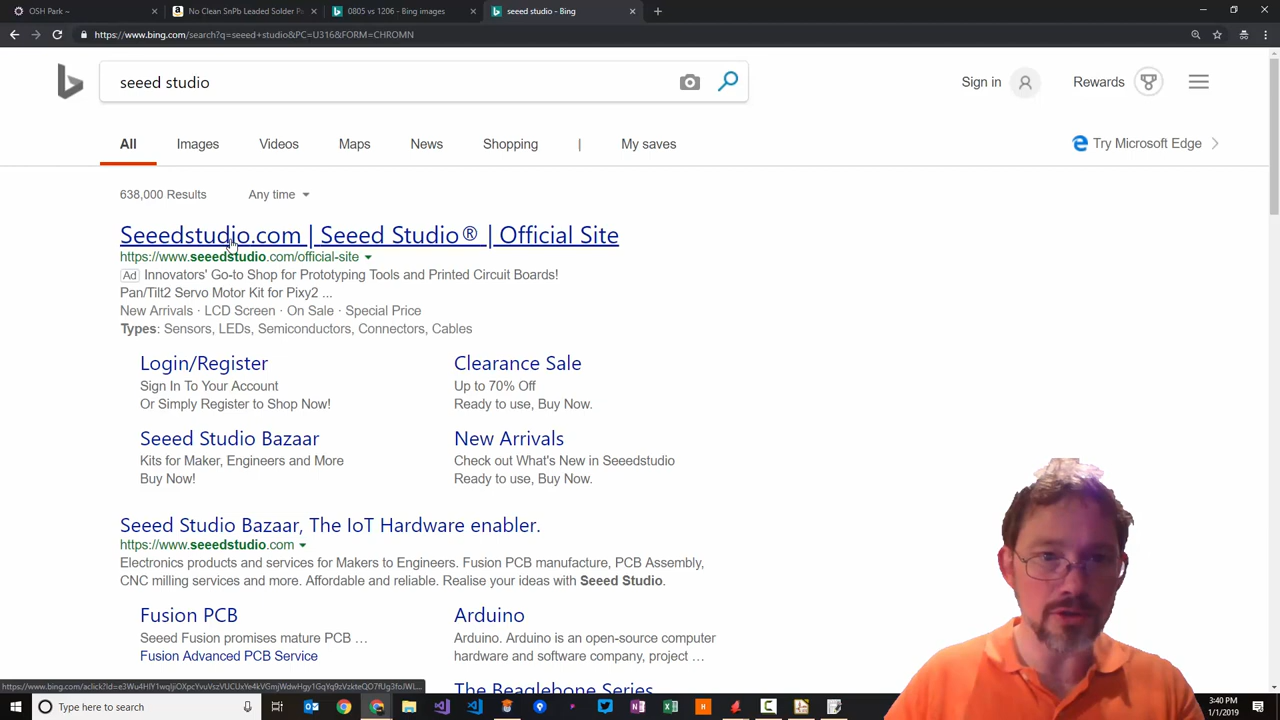 OSH Park ~
No Clean SnPb Leaded Solder P
0805 vs 1206 - Bing images
seeed studio - Bing
https://www.bing.com/search?q=seeed+studio&PC=U316&FORM=CHROMN
seeed studio
Sign in
Rewards
All
Images
Videos
Maps
News
Shopping
|
My saves
Try Microsoft Edge
638,000 Results
Any time
Seeedstudio.com | Seeed Studio® | Official Site
https://www.seeedstudio.com/official-site
Ad Innovators' Go-to Shop for Prototyping Tools and Printed Circuit Boards!
Pan/Tilt2 Servo Motor Kit for Pixy2 ...
New Arrivals · LCD Screen · On Sale · Special Price
Types: Sensors, LEDs, Semiconductors, Connectors, Cables
Login/Register
Sign In To Your Account
Or Simply Register to Shop Now!
Clearance Sale
Up to 70% Off
Ready to use, Buy Now.
Seeed Studio Bazaar
Kits for Maker, Engineers and More
Buy Now!
New Arrivals
Check out What's New in Seeedstudio
Ready to use, Buy Now.
Seeed Studio Bazaar, The IoT Hardware enabler.
https://www.seeedstudio.com
Electronics products and services for Makers to Engineers. Fusion PCB manufacture, PCB Assembly,
CNC milling services and more. Affordable and reliable. Realise your ideas with Seeed Studio.
Fusion PCB
Seeed Fusion promises mature PCB ...
Fusion Advanced PCB Service
Arduino
Arduino. Arduino is an open-source computer
hardware and software company, project ...
The Beaglebone Series
Type here to search
3:40 PM
1/1/2019